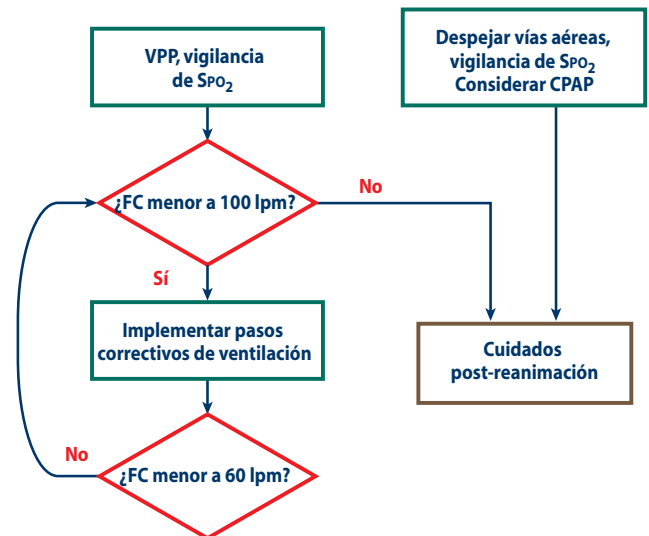 VPP, vigilancia
de SPO2
Despejar vías aéreas,
vigilancia de SPO2
Considerar CPAP
¿FC menor a 100 lpm?
No
Sí
Implementar pasos
correctivos de ventilación
Cuidados
post-reanimación
No
¿FC menor a 60 lpm?